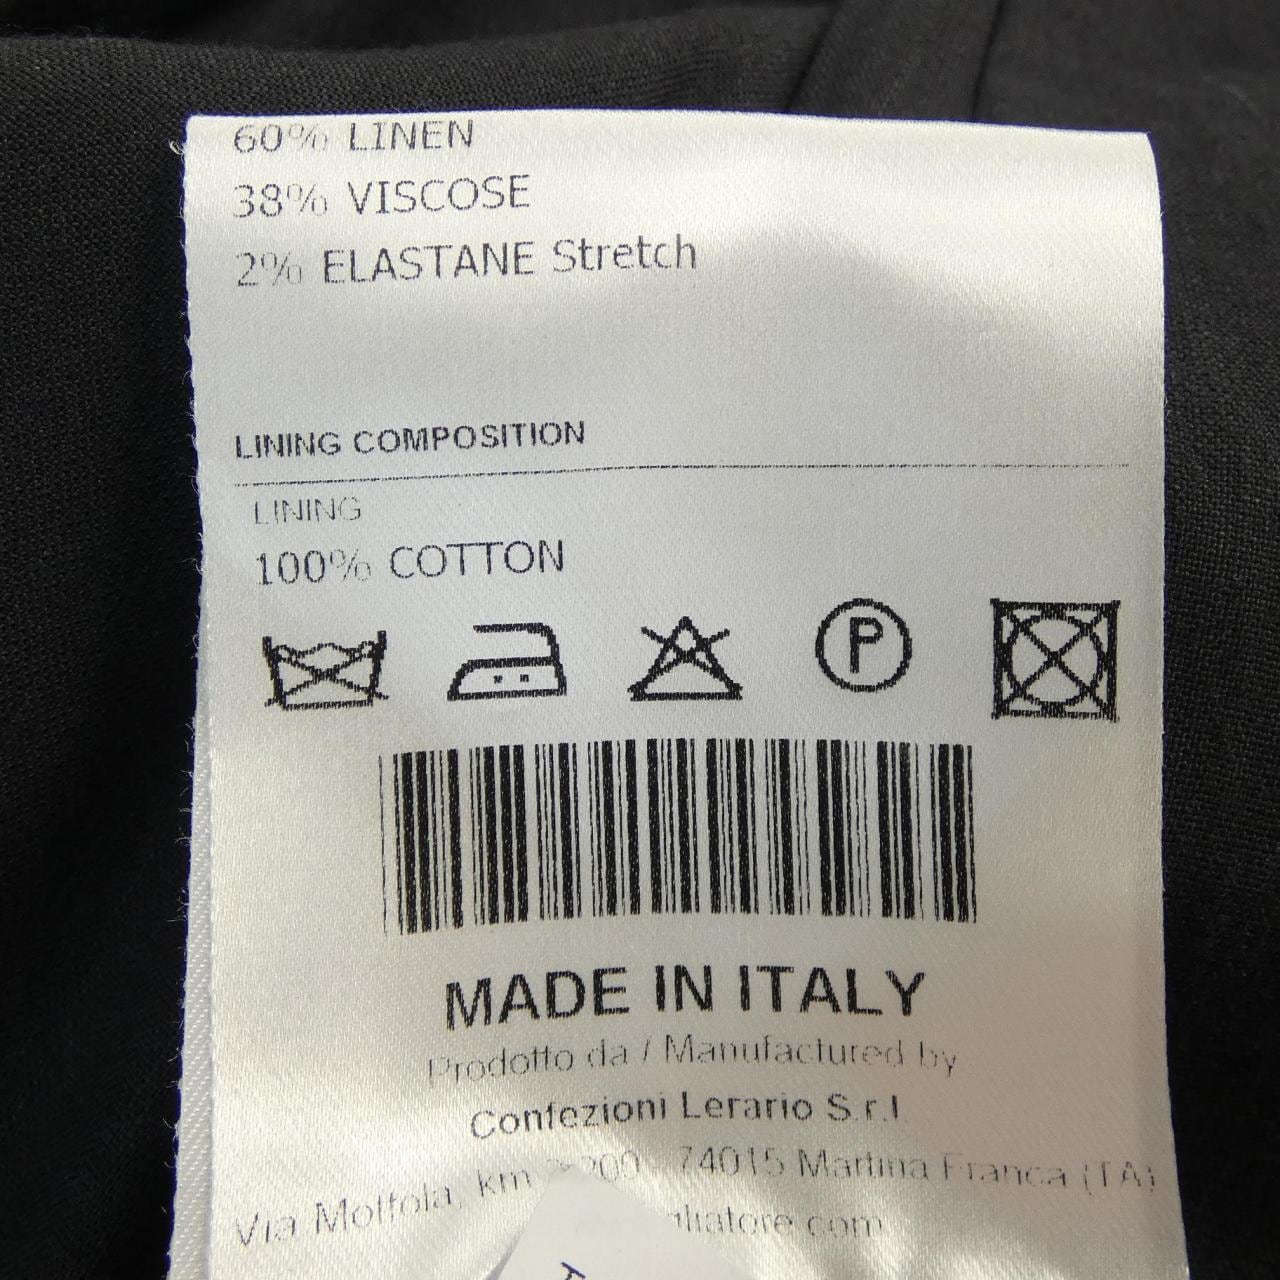 60% LINEN
38% VISCOSE
2% ELASTANE Stretch
LINING COMPOSITION
LINING
100% COTTON
P
MADE IN ITALY
Prodotto da / Manufactured by
Confezioni Lerario S.r.l
Via Mottola, km 74015 Martina Franca (TA)